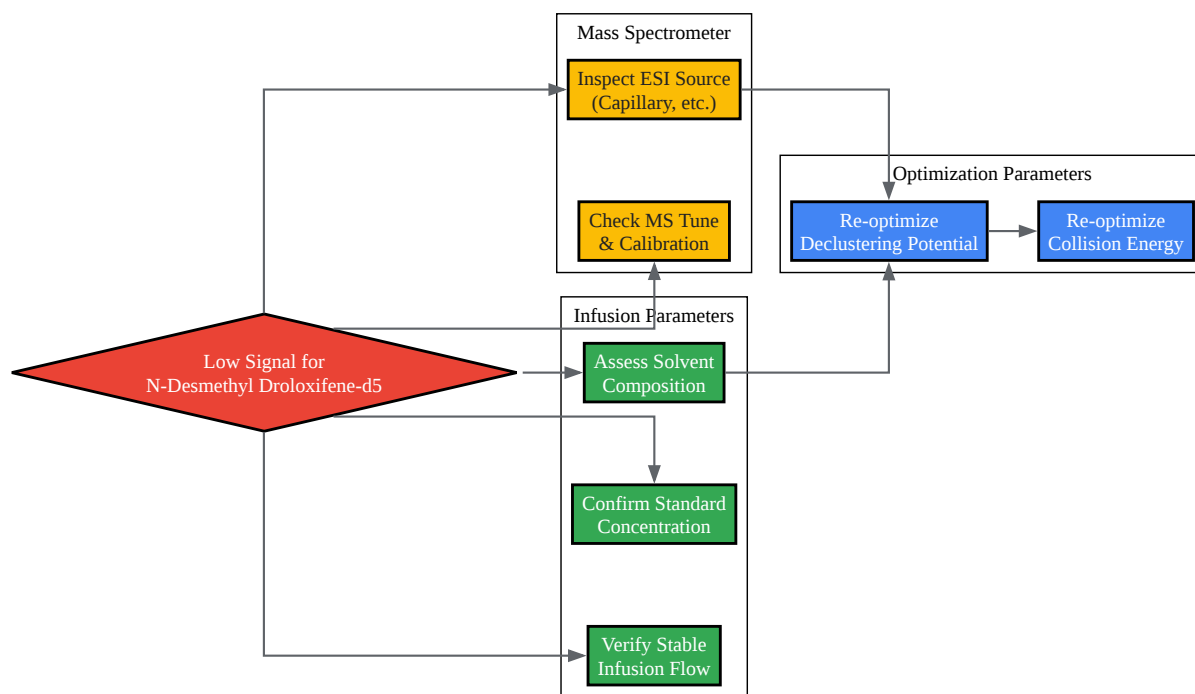 Mass Spectrometer
Inspect ESI Source
(Capillary, etc.)
Check MS Tune
& Calibration
Optimization Parameters
Re-optimize
Declustering Potential
Re-optimize
Collision Energy
Low Signal for
N-Desmethyl Droloxifene-d5
Infusion Parameters
Assess Solvent
Composition
Confirm Standard
Concentration
Verify Stable
Infusion Flow